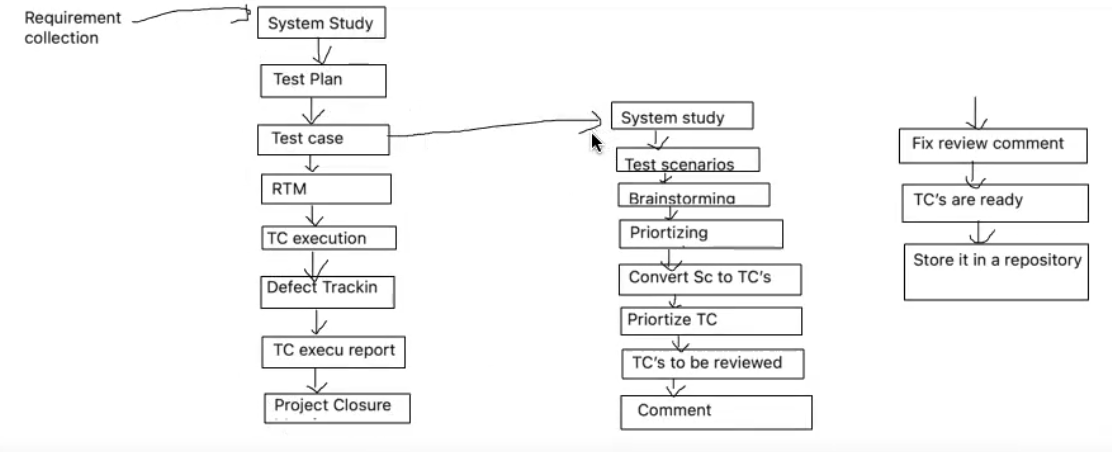 Requirement
collection
System Study
Test Plan
Test case
RTM
TC execution
Defect Trackin
TC execu report
Project Closure
System study
Test scenarios
Brainstorming
Priortizing
Convert Sc to TC's
Priortize TC
TC's to be reviewed
Comment
Fix review comment
TC's are ready
Store it in a repository